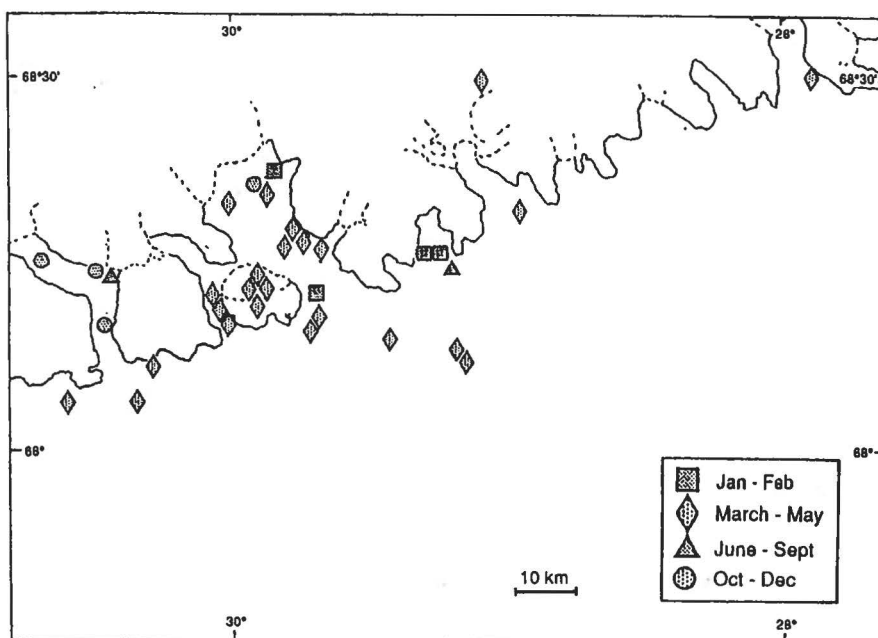 30°
28°
68°30'
68°30'
68°
68°
Jan - Feb
March - May
June - Sept
Oct - Dec
10 km
30°
28°